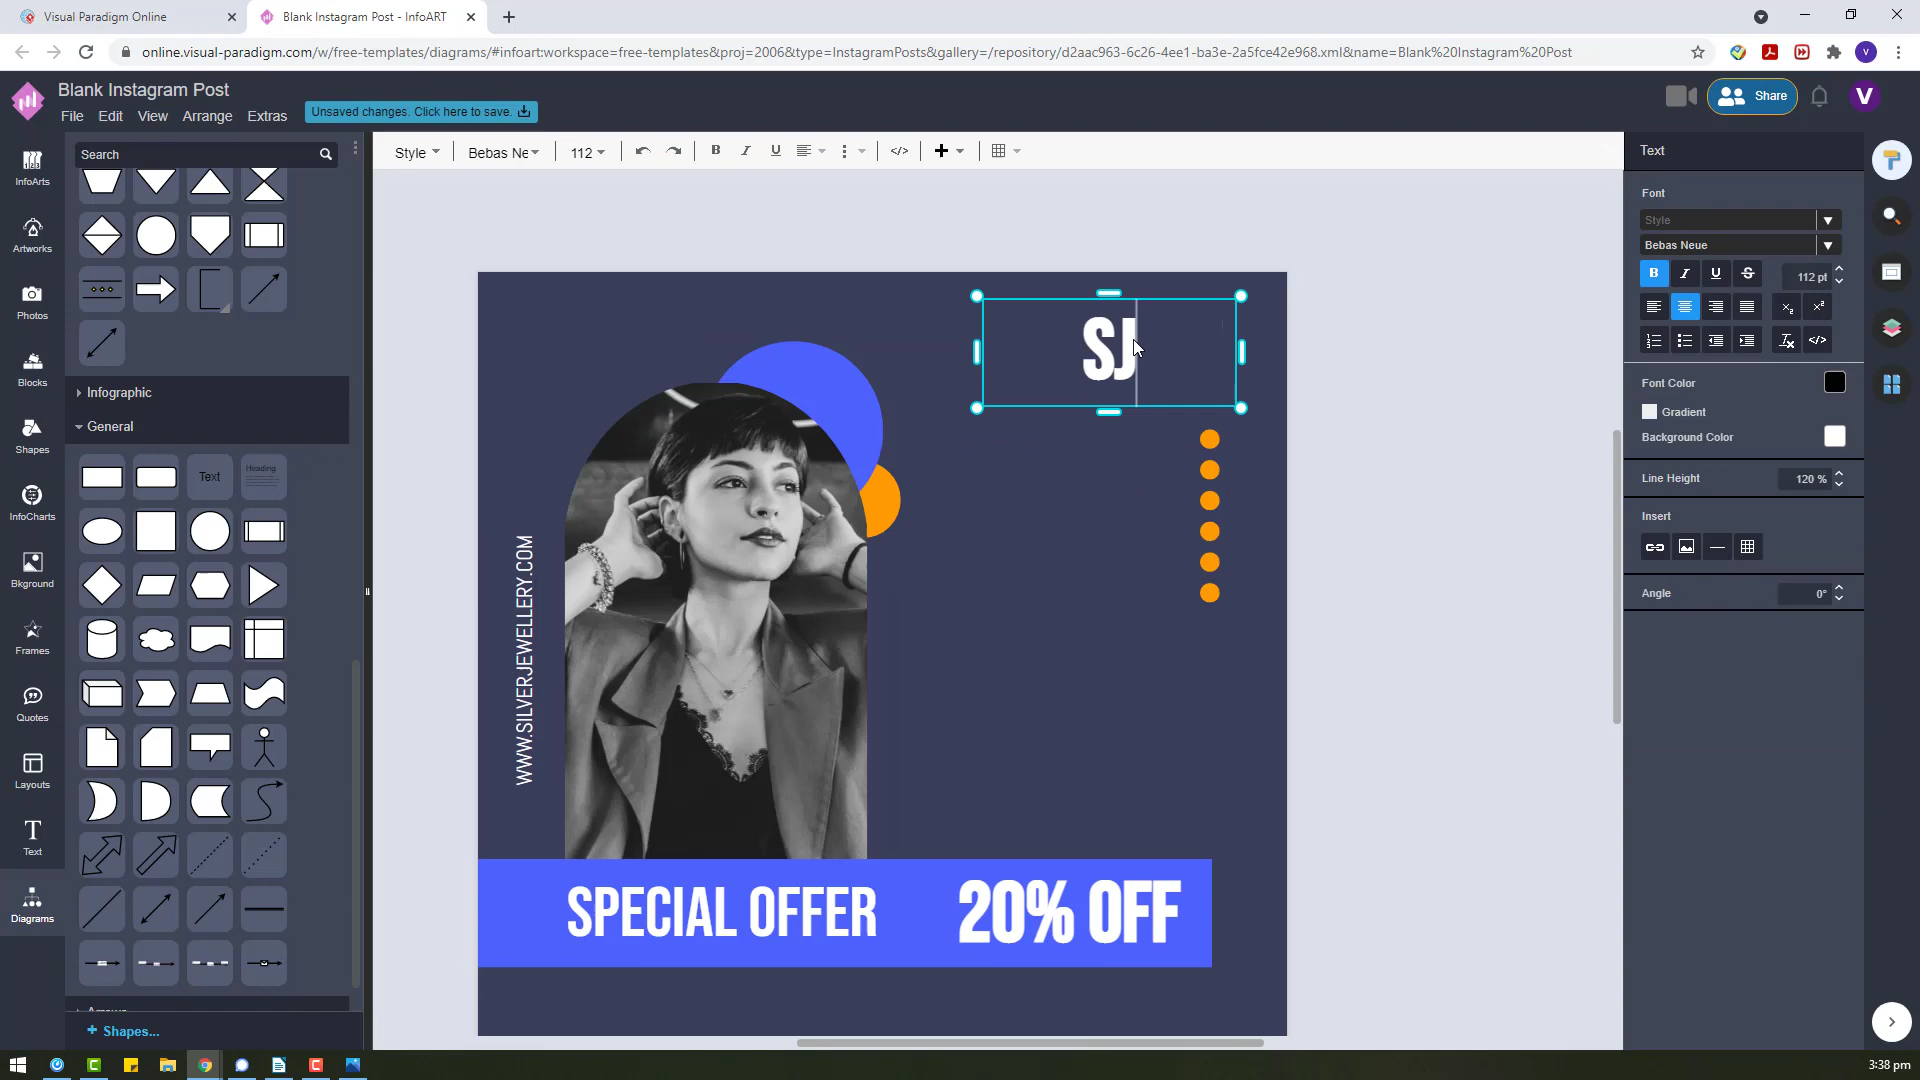 Visual Paradigm Online
Blank Instagram Post - InfoART
online.visual-paradigm.com/w/free-templates/diagrams/#infoart:workspace=free-templates&proj=2006&type=InstagramPosts&gallery=/repository/d2aac963-6c26-4ee1-ba3e-2a5fce42e968.xml&name=Blank%20Instagram%20Post
V
Blank Instagram Post
File Edit View Arrange Extras
Unsaved changes. Click here to save.
Share
V
InfoArts
Artworks
Photos
Blocks
Shapes
InfoCharts
Bkground
Frames
Quotes
Layouts
T
Text
Diagrams
Search
Infographic
General
Text
Heading
+ Shapes...
Style
Bebas Ne
112
B I U
</>
SJ
WWW.SILVERJEWELLERY.COM
SPECIAL OFFER
20% OFF
Text
Font
Style
Bebas Neue
B I U S
112 pt
</>
Font Color
Gradient
Background Color
Line Height
120 %
Insert
Angle
0°
3:38 pm